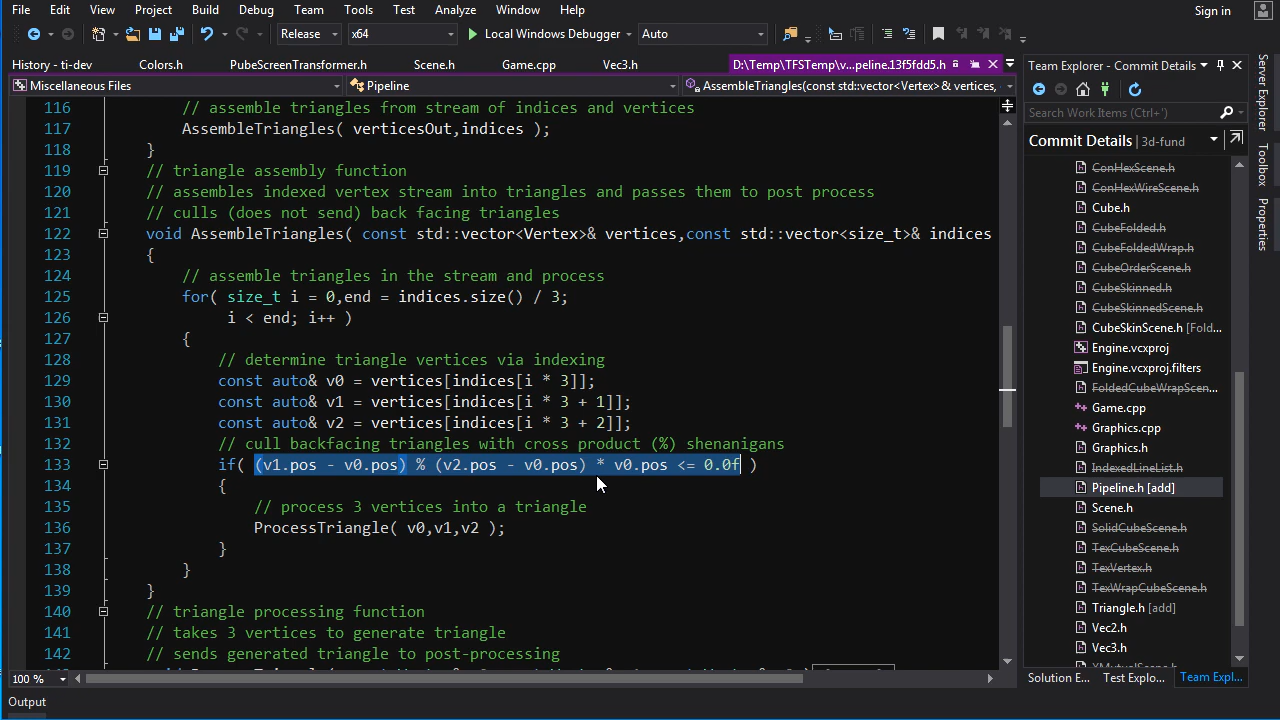 File Edit View Project Build Debug Team Tools Test Analyze Window Help Sign in
Release x64 Local Windows Debugger Auto
History - ti-dev Colors.h PubeScreenTransformer.h Scene.h Game.cpp Vec3.h D:\Temp\TFSTemp\v...peline.13f5fdd5.h
Miscellaneous Files Pipeline AssembleTriangles(const std::vector<Vertex>& vertices,
116 // assemble triangles from stream of indices and vertices
117 AssembleTriangles( verticesOut,indices );
118 }
119 // triangle assembly function
120 // assembles indexed vertex stream into triangles and passes them to post process
121 // culls (does not send) back facing triangles
122 void AssembleTriangles( const std::vector<Vertex>& vertices,const std::vector<size_t>& indices
123 {
124 // assemble triangles in the stream and process
125 for( size_t i = 0,end = indices.size() / 3;
126 i < end; i++ )
127 {
128 // determine triangle vertices via indexing
129 const auto& v0 = vertices[indices[i * 3]];
130 const auto& v1 = vertices[indices[i * 3 + 1]];
131 const auto& v2 = vertices[indices[i * 3 + 2]];
132 // cull backfacing triangles with cross product (%) shenanigans
133 if( (v1.pos - v0.pos) % (v2.pos - v0.pos) * v0.pos <= 0.0f )
134 {
135 // process 3 vertices into a triangle
136 ProcessTriangle( v0,v1,v2 );
137 }
138 }
139 }
140 // triangle processing function
141 // takes 3 vertices to generate triangle
142 // sends generated triangle to post-processing
100 %
Output
Team Explorer - Commit Details
Search Work Items (Ctrl+')
Commit Details | 3d-fund
ConHexScene.h
ConHexWireScene.h
Cube.h
CubeFolded.h
CubeFoldedWrap.h
CubeOrderScene.h
CubeSkinned.h
CubeSkinnedScene.h
CubeSkinScene.h [Fold...
Engine.vcxproj
Engine.vcxproj.filters
FoldedCubeWrapScen...
Game.cpp
Graphics.cpp
Graphics.h
IndexedLineList.h
Pipeline.h [add]
Scene.h
SolidCubeScene.h
TexCubeScene.h
TexVertex.h
TexWrapCubeScene.h
Triangle.h [add]
Vec2.h
Vec3.h
XMutualScene.h
Solution E... Test Explo... Team Expl...
Server Explorer
Toolbox
Properties